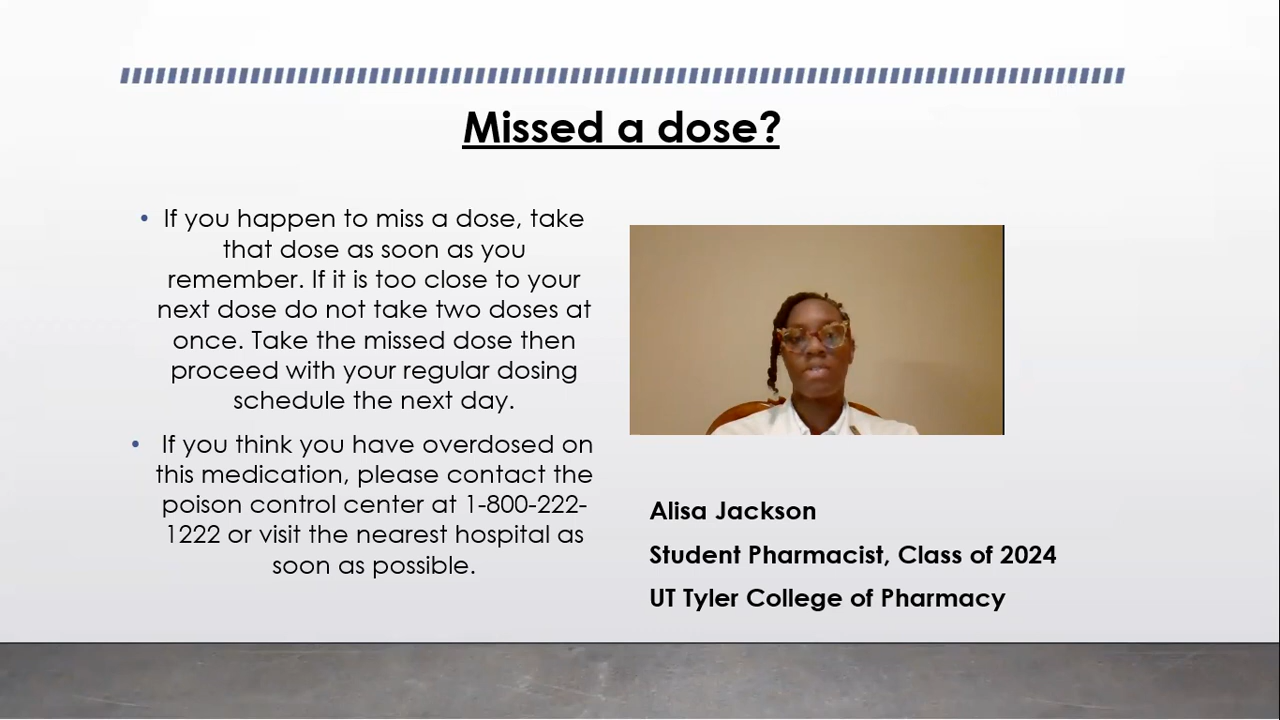 Missed a dose?
• If you happen to miss a dose, take
that dose as soon as you
remember. If it is too close to your
next dose do not take two doses at
once. Take the missed dose then
proceed with your regular dosing
schedule the next day.
• If you think you have overdosed on
this medication, please contact the
poison control center at 1-800-222-
1222 or visit the nearest hospital as
soon as possible.
Alisa Jackson
Student Pharmacist, Class of 2024
UT Tyler College of Pharmacy